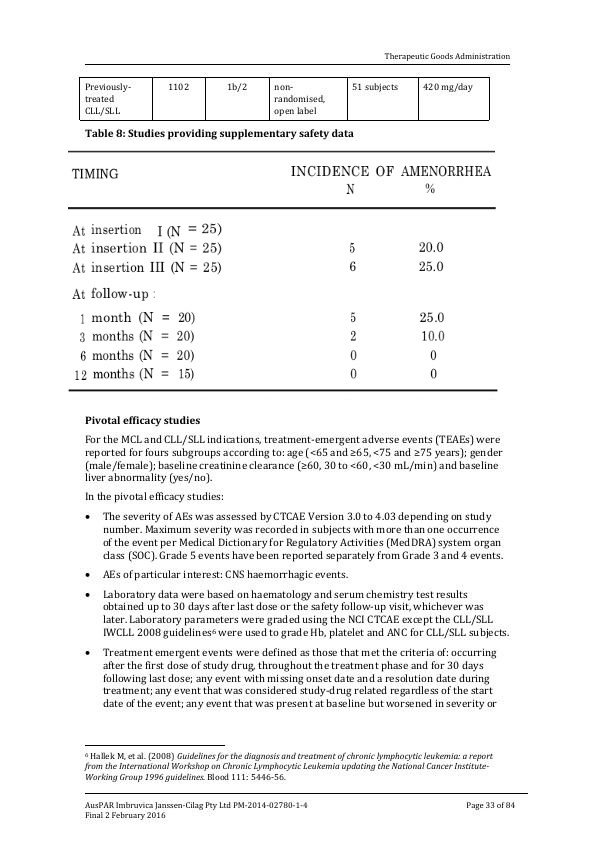 Therapeutic Goods Administration
Previously-treated CLL/SLL 1102 1b/2 non-randomised, open label 51 subjects 420 mg/day
Table 8: Studies providing supplementary safety data
TIMING INCIDENCE OF AMENORRHEA
N %
At insertion I (N = 25)
At insertion II (N = 25) 5 20.0
At insertion III (N = 25) 6 25.0
At follow-up :
1 month (N = 20) 5 25.0
3 months (N = 20) 2 10.0
6 months (N = 20) 0 0
12 months (N = 15) 0 0
Pivotal efficacy studies
For the MCL and CLL/SLL indications, treatment-emergent adverse events (TEAEs) were
reported for fours subgroups according to: age (<65 and ≥65, <75 and ≥75 years); gender
(male/female); baseline creatinine clearance (≥60, 30 to <60, <30 mL/min) and baseline
liver abnormality (yes/no).
In the pivotal efficacy studies:
• The severity of AEs was assessed by CTCAE Version 3.0 to 4.03 depending on study
number. Maximum severity was recorded in subjects with more than one occurrence
of the event per Medical Dictionary for Regulatory Activities (MedDRA) system organ
class (SOC). Grade 5 events have been reported separately from Grade 3 and 4 events.
• AEs of particular interest: CNS haemorrhagic events.
• Laboratory data were based on haematology and serum chemistry test results
obtained up to 30 days after last dose or the safety follow-up visit, whichever was
later. Laboratory parameters were graded using the NCI CTCAE except the CLL/SLL
IWCLL 2008 guidelines⁶ were used to grade Hb, platelet and ANC for CLL/SLL subjects.
• Treatment emergent events were defined as those that met the criteria of: occurring
after the first dose of study drug, throughout the treatment phase and for 30 days
following last dose; any event with missing onset date and a resolution date during
treatment; any event that was considered study-drug related regardless of the start
date of the event; any event that was present at baseline but worsened in severity or
⁶ Hallek M, et al. (2008) Guidelines for the diagnosis and treatment of chronic lymphocytic leukemia: a report
from the International Workshop on Chronic Lymphocytic Leukemia updating the National Cancer Institute-
Working Group 1996 guidelines. Blood 111: 5446-56.
AusPAR Imbruvica Janssen-Cilag Pty Ltd PM-2014-02780-1-4 Page 33 of 84
Final 2 February 2016